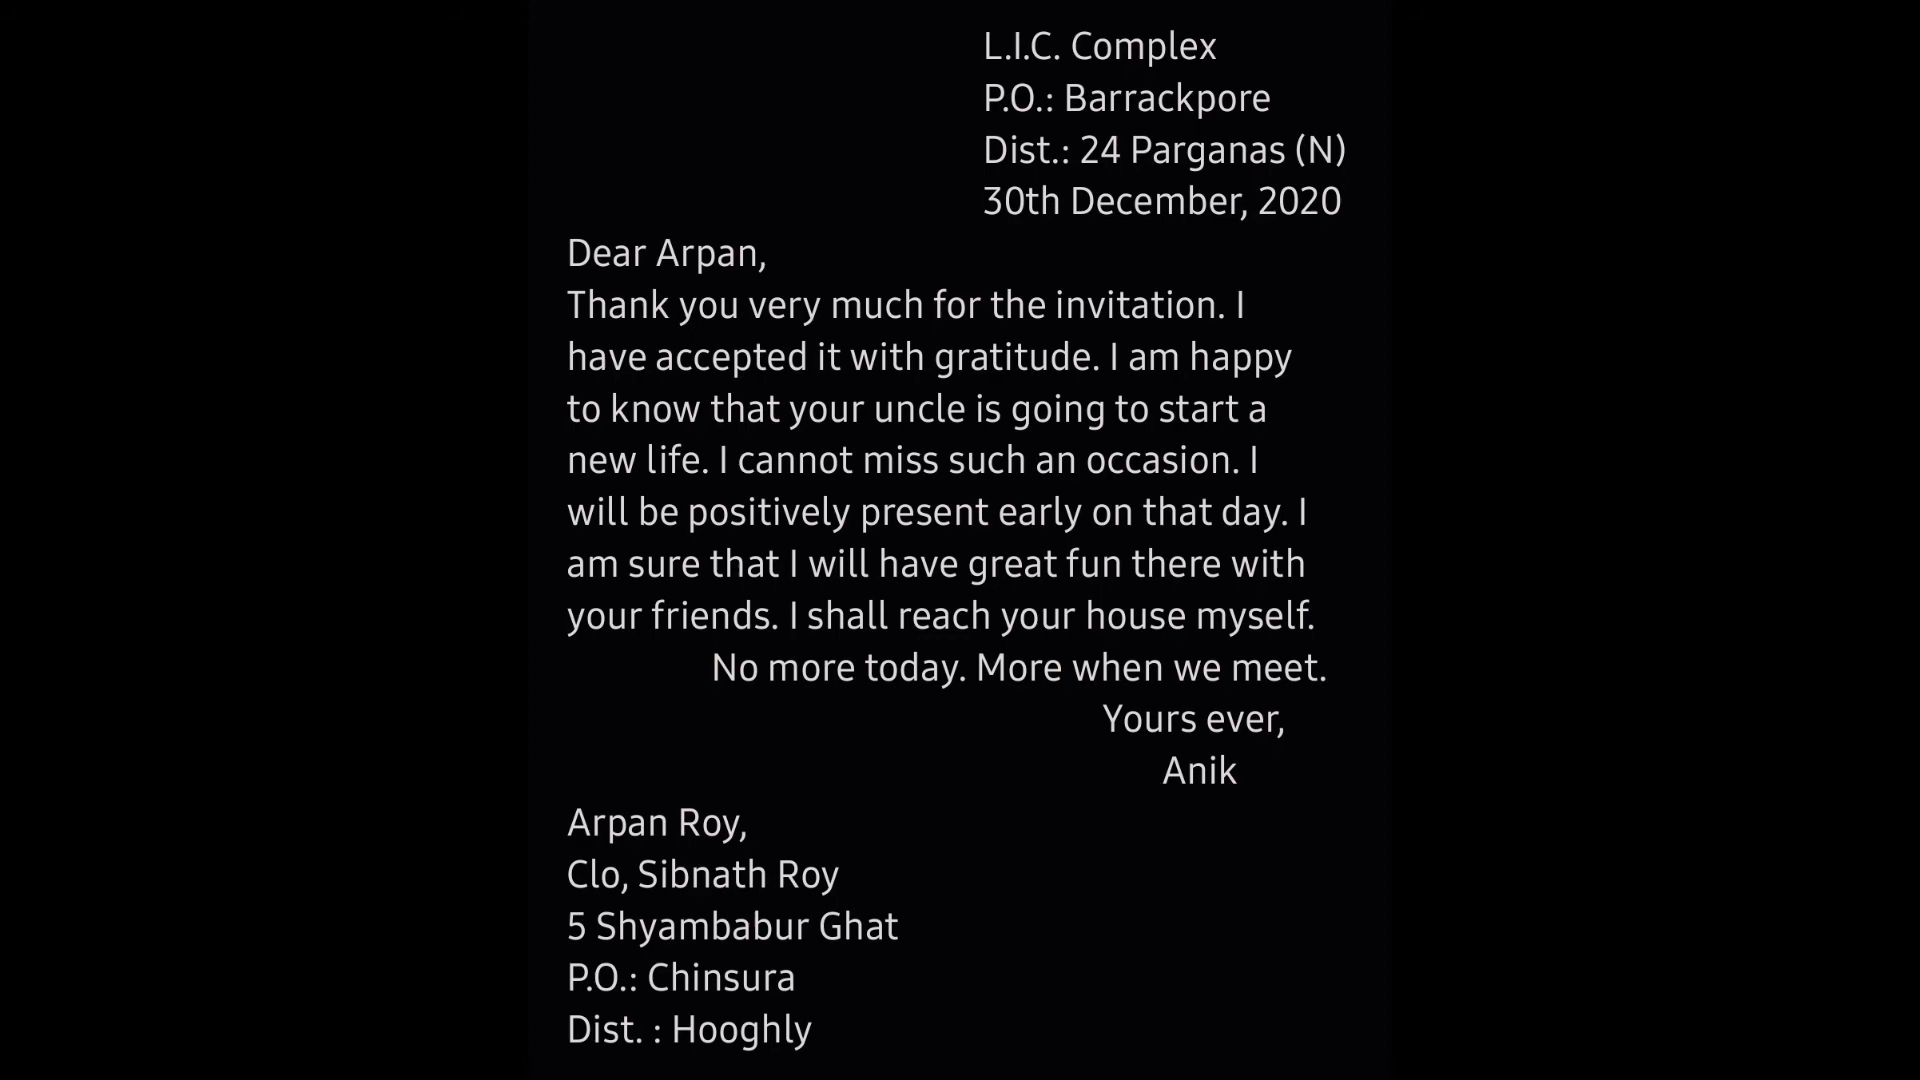 L.I.C. Complex
P.O.: Barrackpore
Dist.: 24 Parganas (N)
30th December, 2020
Dear Arpan,
Thank you very much for the invitation. I
have accepted it with gratitude. I am happy
to know that your uncle is going to start a
new life. I cannot miss such an occasion. I
will be positively present early on that day. I
am sure that I will have great fun there with
your friends. I shall reach your house myself.
No more today. More when we meet.
Yours ever,
Anik
Arpan Roy,
Clo, Sibnath Roy
5 Shyambabur Ghat
P.O.: Chinsura
Dist. : Hooghly